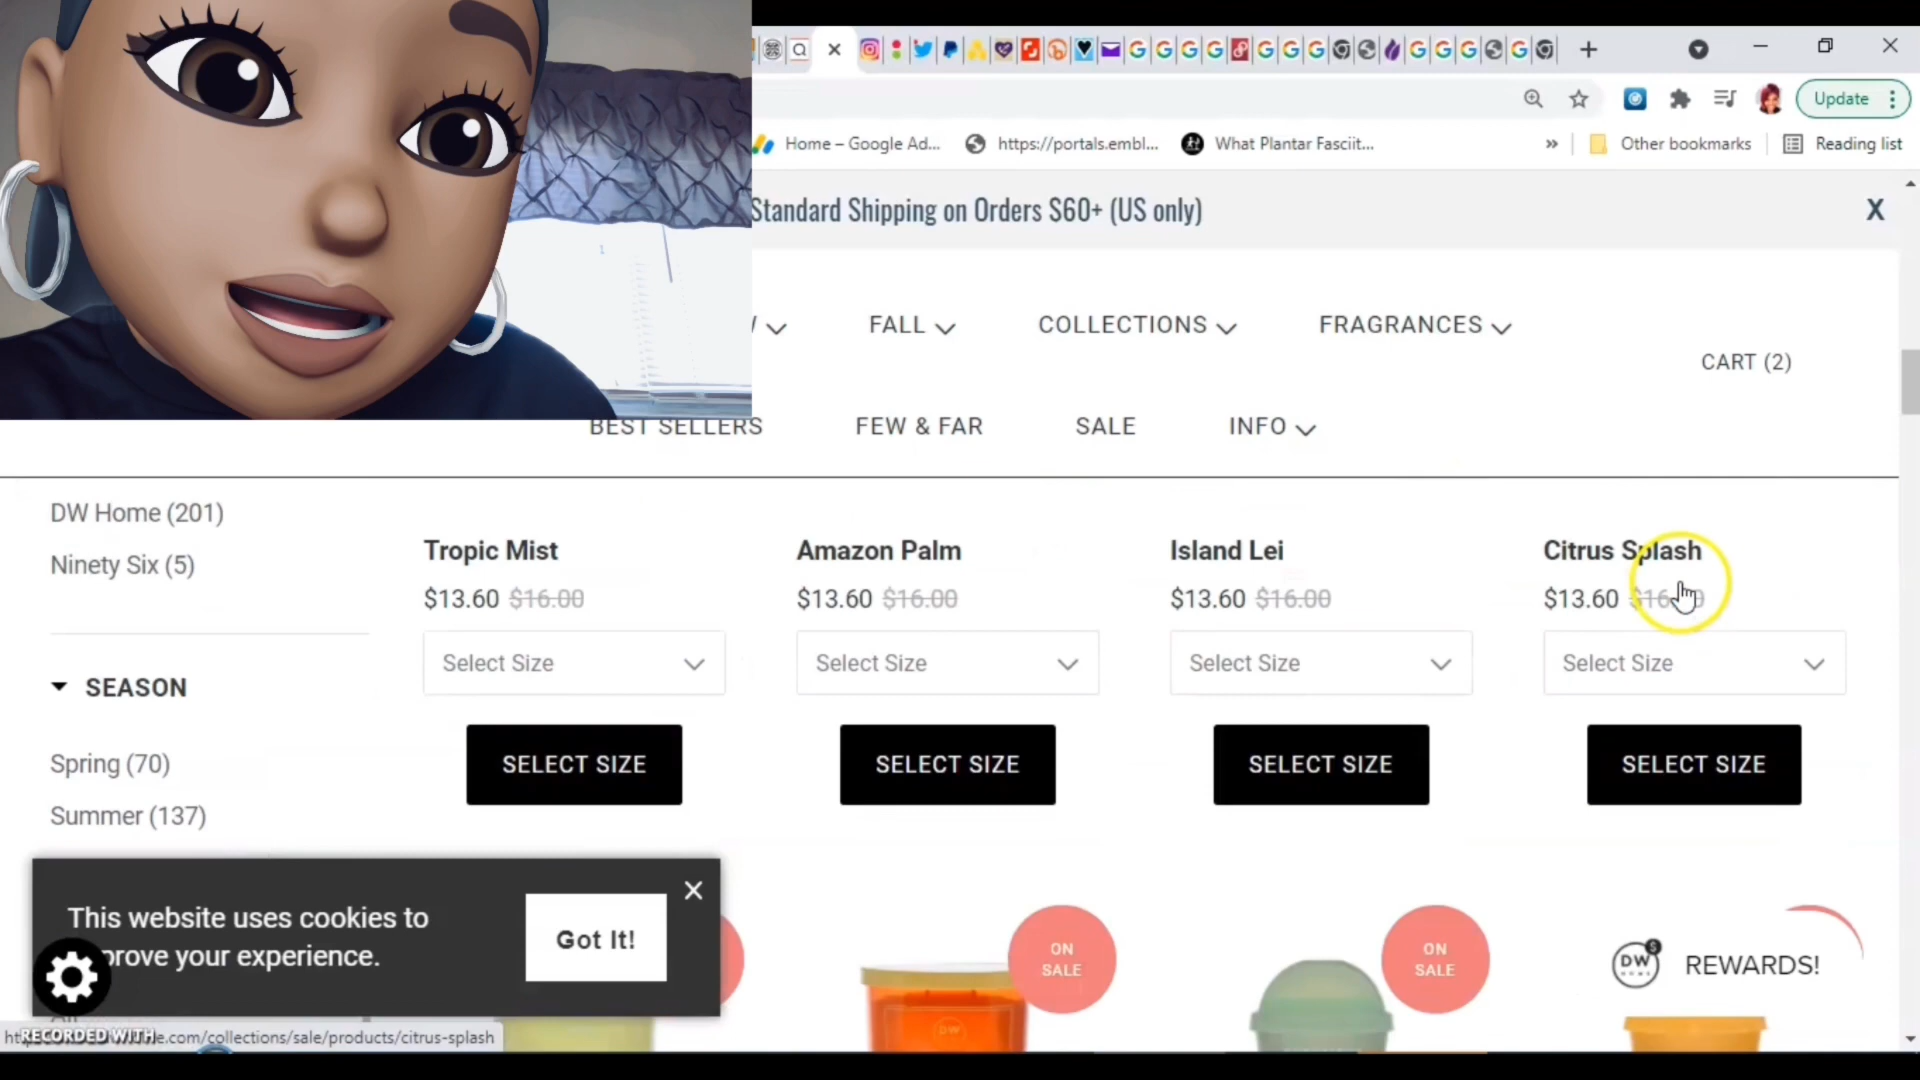 Update
Home – Google Ad...
https://portals.embl...
What Plantar Fasciit...
Other bookmarks
Reading list
Standard Shipping on Orders $60+ (US only)
X
FALL
COLLECTIONS
FRAGRANCES
CART (2)
BEST SELLERS
FEW & FAR
SALE
INFO
DW Home (201)
Ninety Six (5)
SEASON
Spring (70)
Summer (137)
Tropic Mist
$13.60 $16.00
Select Size
SELECT SIZE
Amazon Palm
$13.60 $16.00
Select Size
SELECT SIZE
Island Lei
$13.60 $16.00
Select Size
SELECT SIZE
Citrus Splash
$13.60
Select Size
SELECT SIZE
This website uses cookies to
prove your experience.
Got It!
ON
SALE
ON
SALE
DW
DW
HOME
REWARDS!
RECORDED WITH
e.com/collections/sale/products/citrus-splash